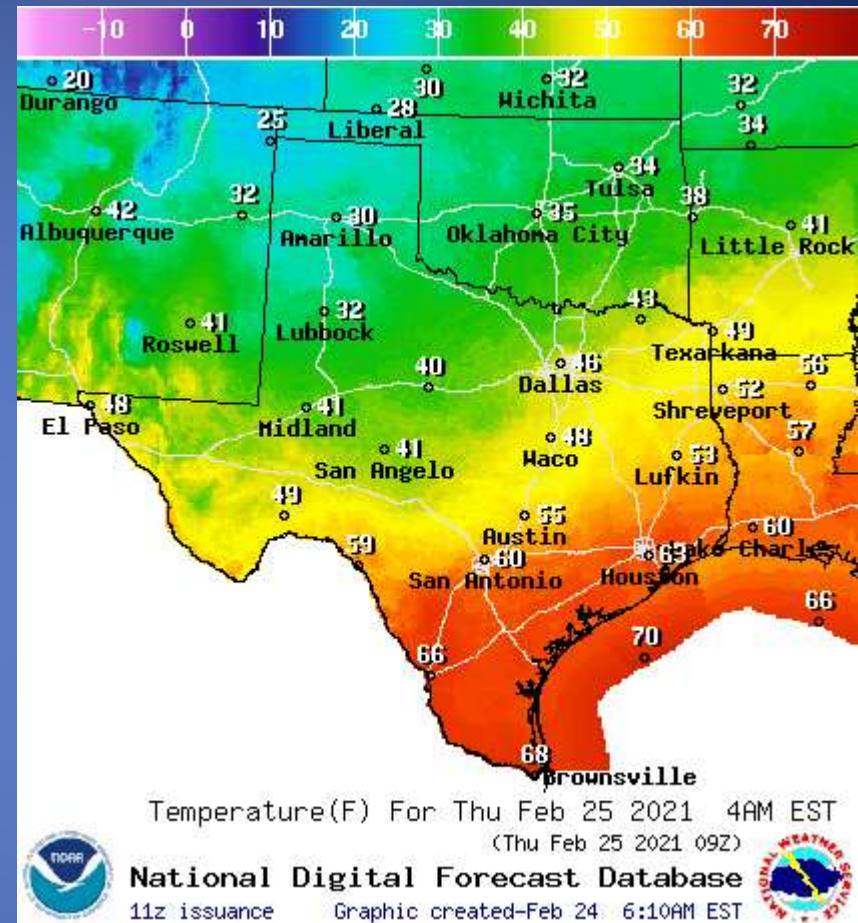 -10 0 10 20 30 40 50 60 70
20 30 32 32
Durango Wichita
28
Liberal
25 34
34
Tulsa
42 32 30 35 38 41
Albuquerque Amarillo Oklahoma City Little Rock
41 32 43 49
Roswell Lubbock Texarkana
40 46 56
Dallas
48 41 52
El Paso Midland Shreveport
41 48 53 57
San Angelo Waco Lufkin
49 55 60
Austin
59 60 63 Lake Charles
San Antonio Houston
66
66 70
68
Brownsville
Temperature(F) For Thu Feb 25 2021 4AM EST
(Thu Feb 25 2021 09Z)
NOAA
NATIONAL WEATHER SERVICE
National Digital Forecast Database
11z issuance Graphic created-Feb 24 6:10AM EST